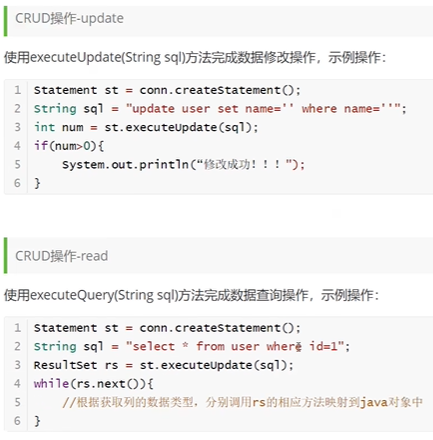 CRUD操作-update
使用executeUpdate(String sql)方法完成数据修改操作，示例操作：
1 Statement st = conn.createStatement();
2 String sql = "update user set name='' where name=''";
3 int num = st.executeUpdate(sql);
4 if(num>0){
5 System.out.println(“修改成功！！！");
6 }
CRUD操作-read
使用executeQuery(String sql)方法完成数据查询操作，示例操作：
1 Statement st = conn.createStatement();
2 String sql = "select * from user where id=1";
3 ResultSet rs = st.executeUpdate(sql);
4 while(rs.next()){
5 //根据获取列的数据类型，分别调用rs的相应方法映射到java对象中
6 }